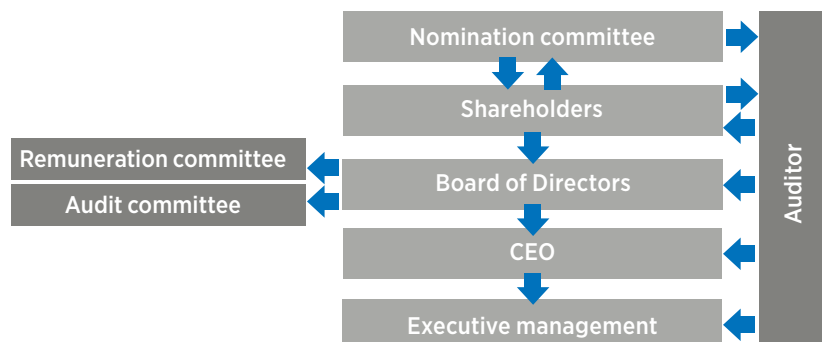 Nomination committee
Shareholders
Remuneration committee
Board of Directors
Audit committee
CEO
Executive management
Auditor